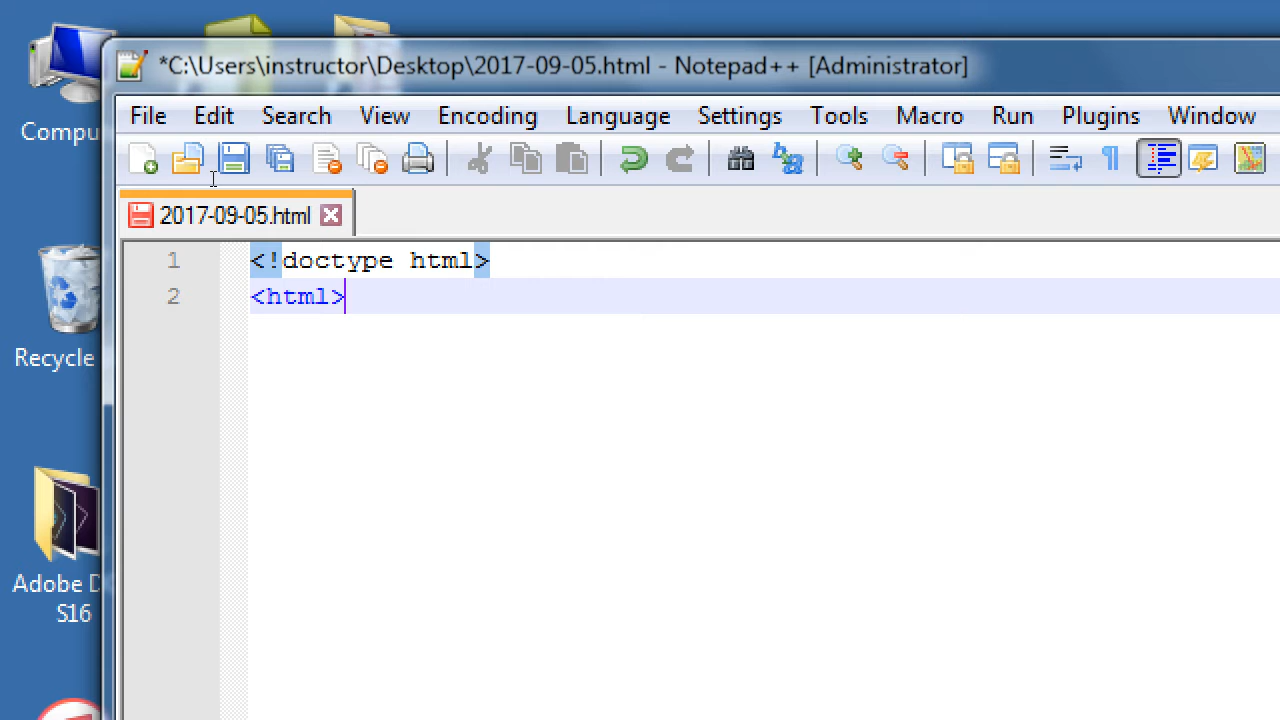 *C:\Users\instructor\Desktop\2017-09-05.html - Notepad++ [Administrator]
File Edit Search View Encoding Language Settings Tools Macro Run Plugins Window
2017-09-05.html
1 <!doctype html>
2 <html>
Compu
Recycle
Adobe D
S16